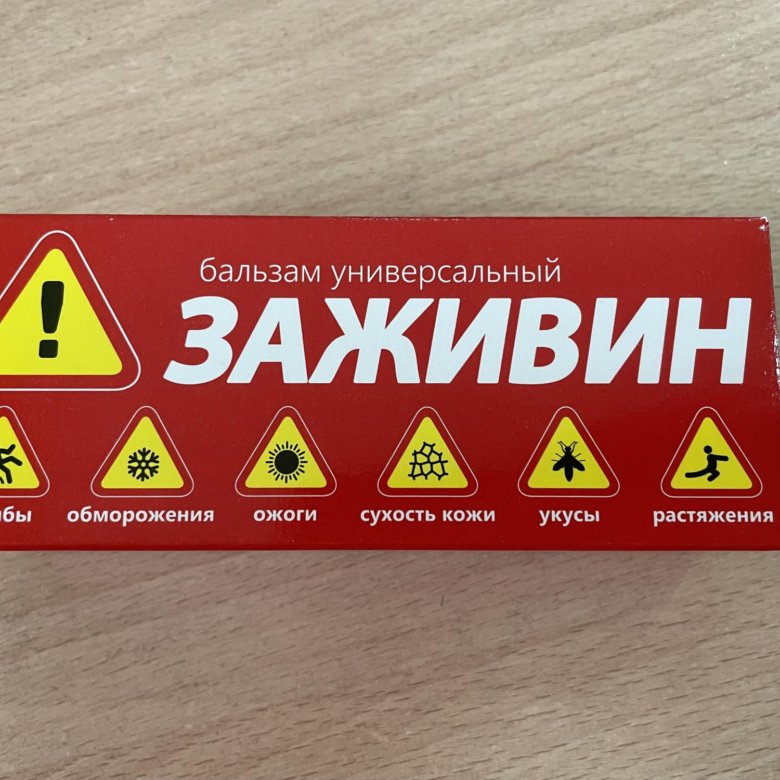 бальзам универсальный
ЗАЖИВИН
обморожения ожоги сухость кожи укусы растяжения